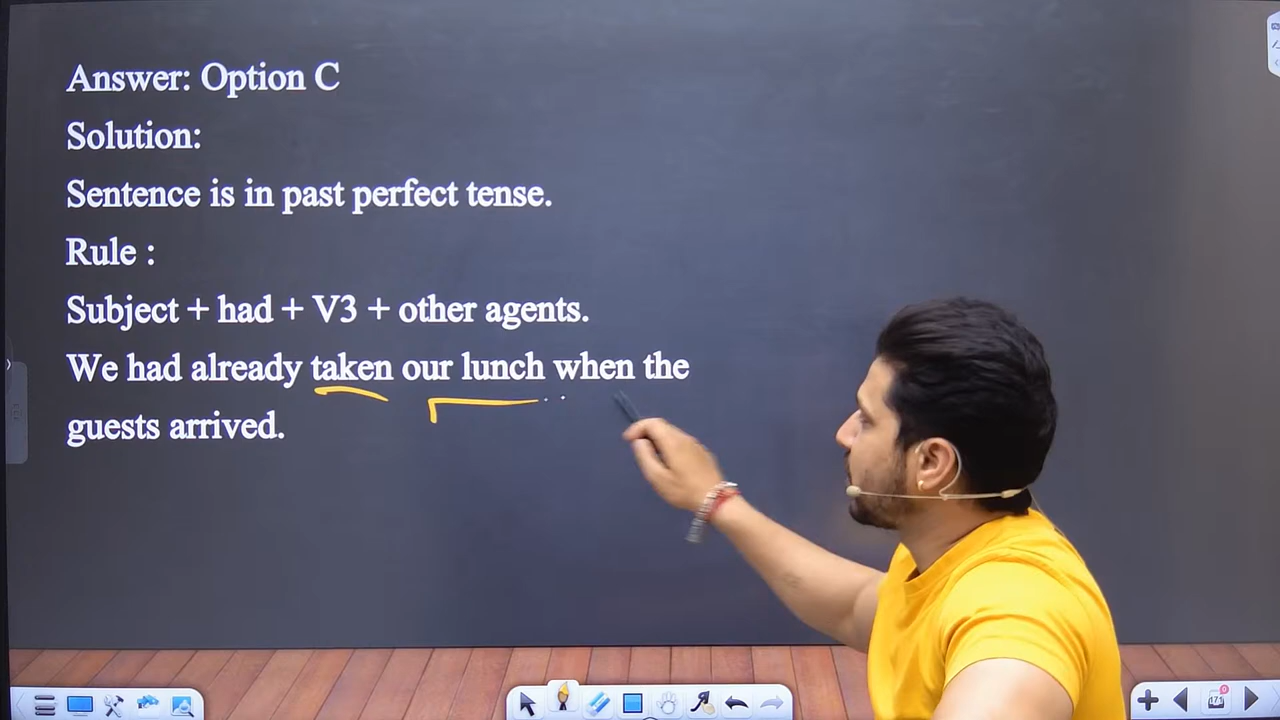 Answer: Option C
Solution:
Sentence is in past perfect tense.
Rule :
Subject + had + V3 + other agents.
We had already taken our lunch when the
guests arrived.